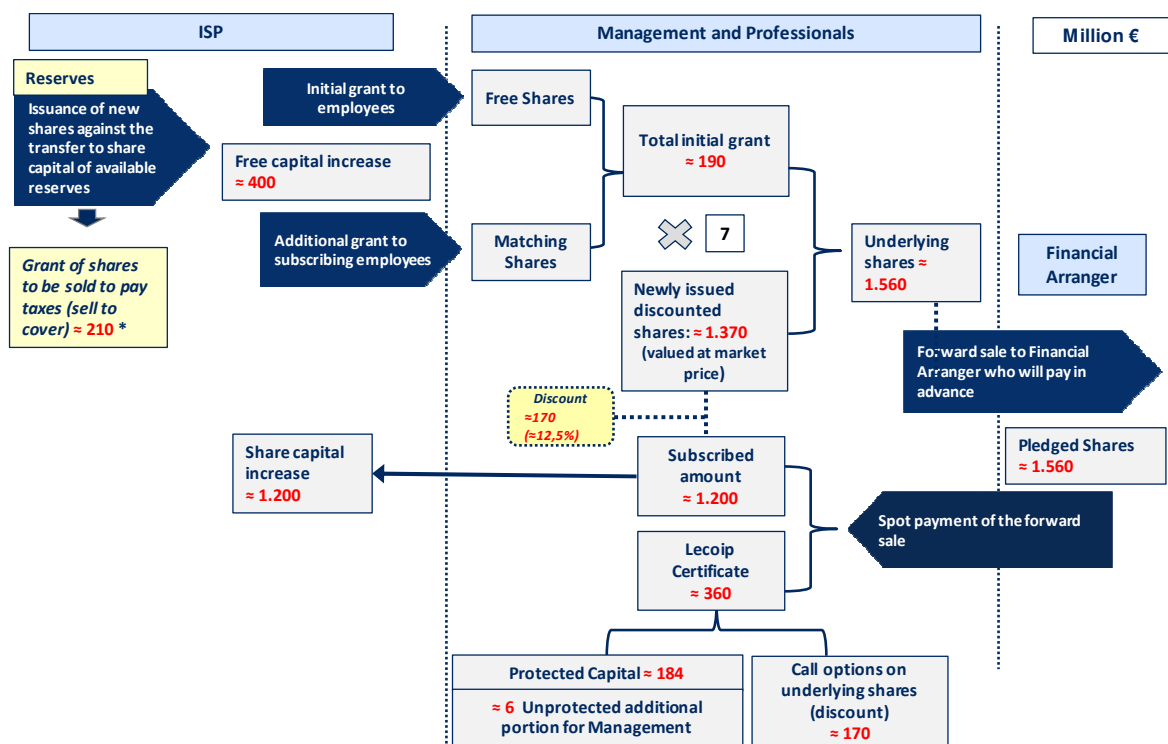 ISP
Management and Professionals
Million €
Reserves
Issuance of new
shares against the
transfer to share
capital of available
reserves
Initial grant to
employees
Free Shares
Free capital increase
≈ 400
Total initial grant
≈ 190
Additional grant to
subscribing employees
Matching
Shares
7
Grant of shares
to be sold to pay
taxes (sell to
cover) ≈ 210 *
Underlying
shares ≈
1.560
Financial
Arranger
Newly issued
discounted
shares: ≈ 1.370
(valued at market
price)
Forward sale to Financial
Arranger who will pay in
advance
Discount
≈170
(≈12,5%)
Share capital
increase
≈ 1.200
Subscribed
amount
≈ 1.200
Pledged Shares
≈ 1.560
Spot payment of the forward
sale
Lecoip
Certificate
≈ 360
Protected Capital ≈ 184
≈ 6 Unprotected additional
portion for Management
Call options on
underlying shares
(discount)
≈ 170